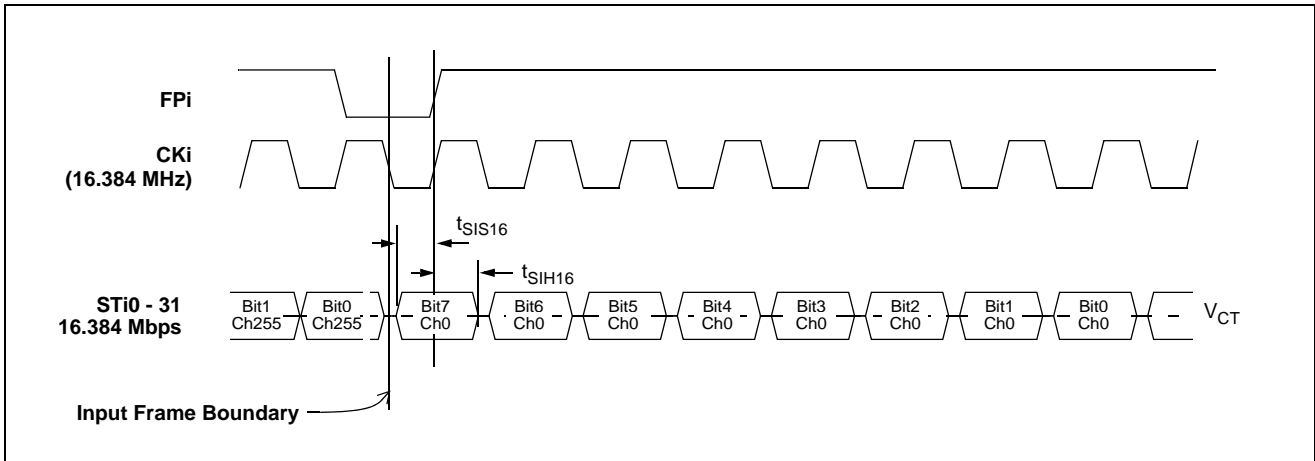 FPi
CKi
(16.384 MHz)
tSIS16
tSIH16
STi0 - 31
16.384 Mbps
Bit1
Ch255
Bit0
Ch255
Bit7
Ch0
Bit6
Ch0
Bit5
Ch0
Bit4
Ch0
Bit3
Ch0
Bit2
Ch0
Bit1
Ch0
Bit0
Ch0
VCT
Input Frame Boundary